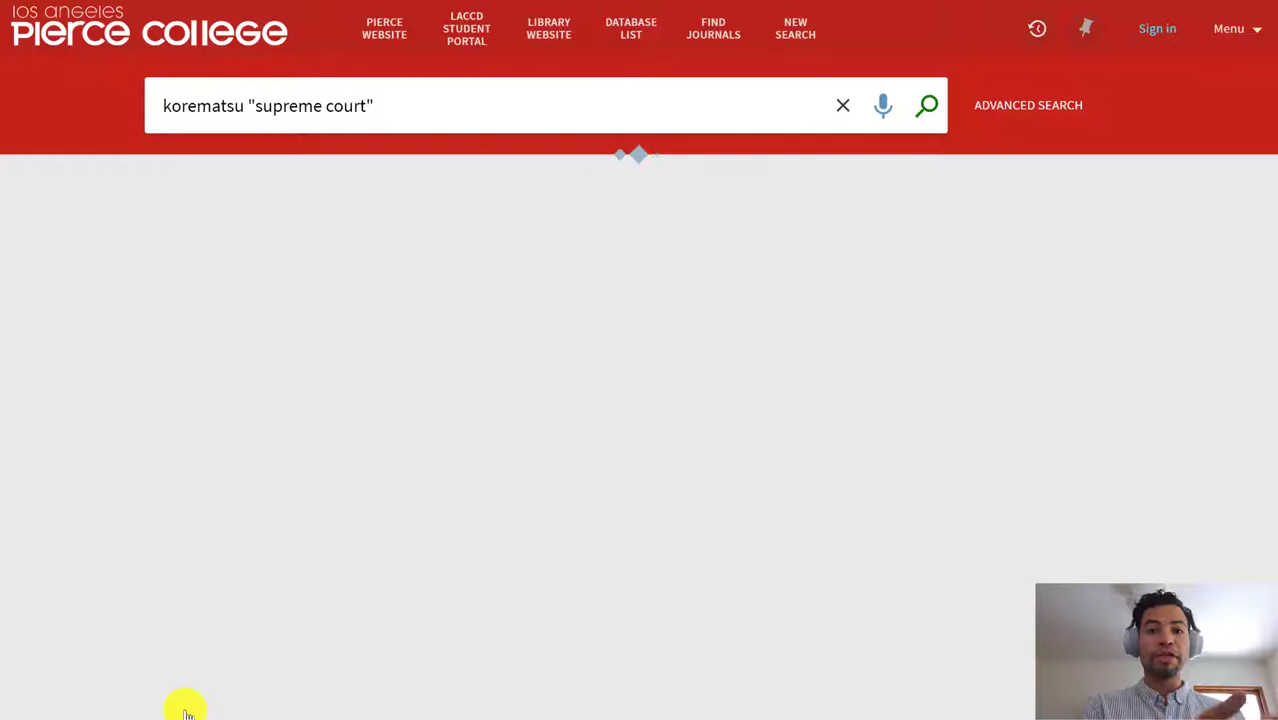 los angeles
PIERCE COLLEGE
PIERCE
WEBSITE
LACCD
STUDENT
PORTAL
LIBRARY
WEBSITE
DATABASE
LIST
FIND
JOURNALS
NEW
SEARCH
Sign in
Menu
korematsu "supreme court"
ADVANCED SEARCH